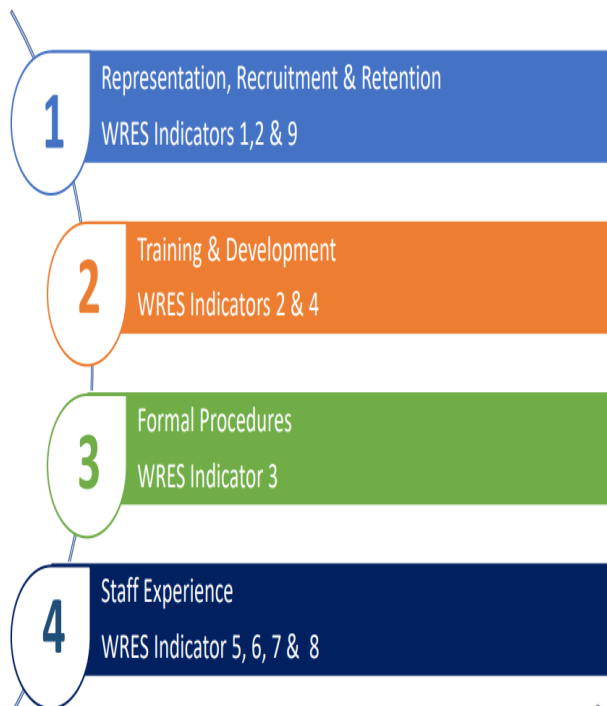 1
Representation, Recruitment & Retention
WRES Indicators 1,2 & 9
2
Training & Development
WRES Indicators 2 & 4
3
Formal Procedures
WRES Indicator 3
4
Staff Experience
WRES Indicator 5, 6, 7 & 8